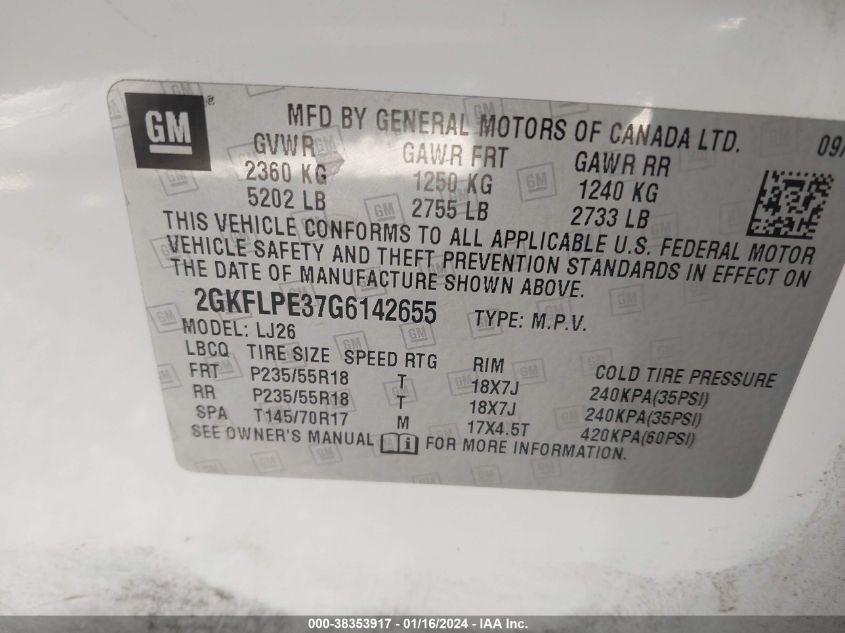 GM
MFD BY GENERAL MOTORS OF CANADA LTD. 09/
GVWR GAWR FRT GAWR RR
2360 KG 1250 KG 1240 KG
5202 LB 2755 LB 2733 LB
THIS VEHICLE CONFORMS TO ALL APPLICABLE U.S. FEDERAL MOTOR
VEHICLE SAFETY AND THEFT PREVENTION STANDARDS IN EFFECT ON
THE DATE OF MANUFACTURE SHOWN ABOVE.
2GKFLPE37G6142655 TYPE: M.P.V.
MODEL: LJ26
LBCQ TIRE SIZE SPEED RTG RIM COLD TIRE PRESSURE
FRT P235/55R18 T 18X7J 240KPA(35PSI)
RR P235/55R18 T 18X7J 240KPA(35PSI)
SPA T145/70R17 M 17X4.5T 420KPA(60PSI)
SEE OWNER'S MANUAL FOR MORE INFORMATION.
000-38353917 - 01/16/2024 - IAA Inc.